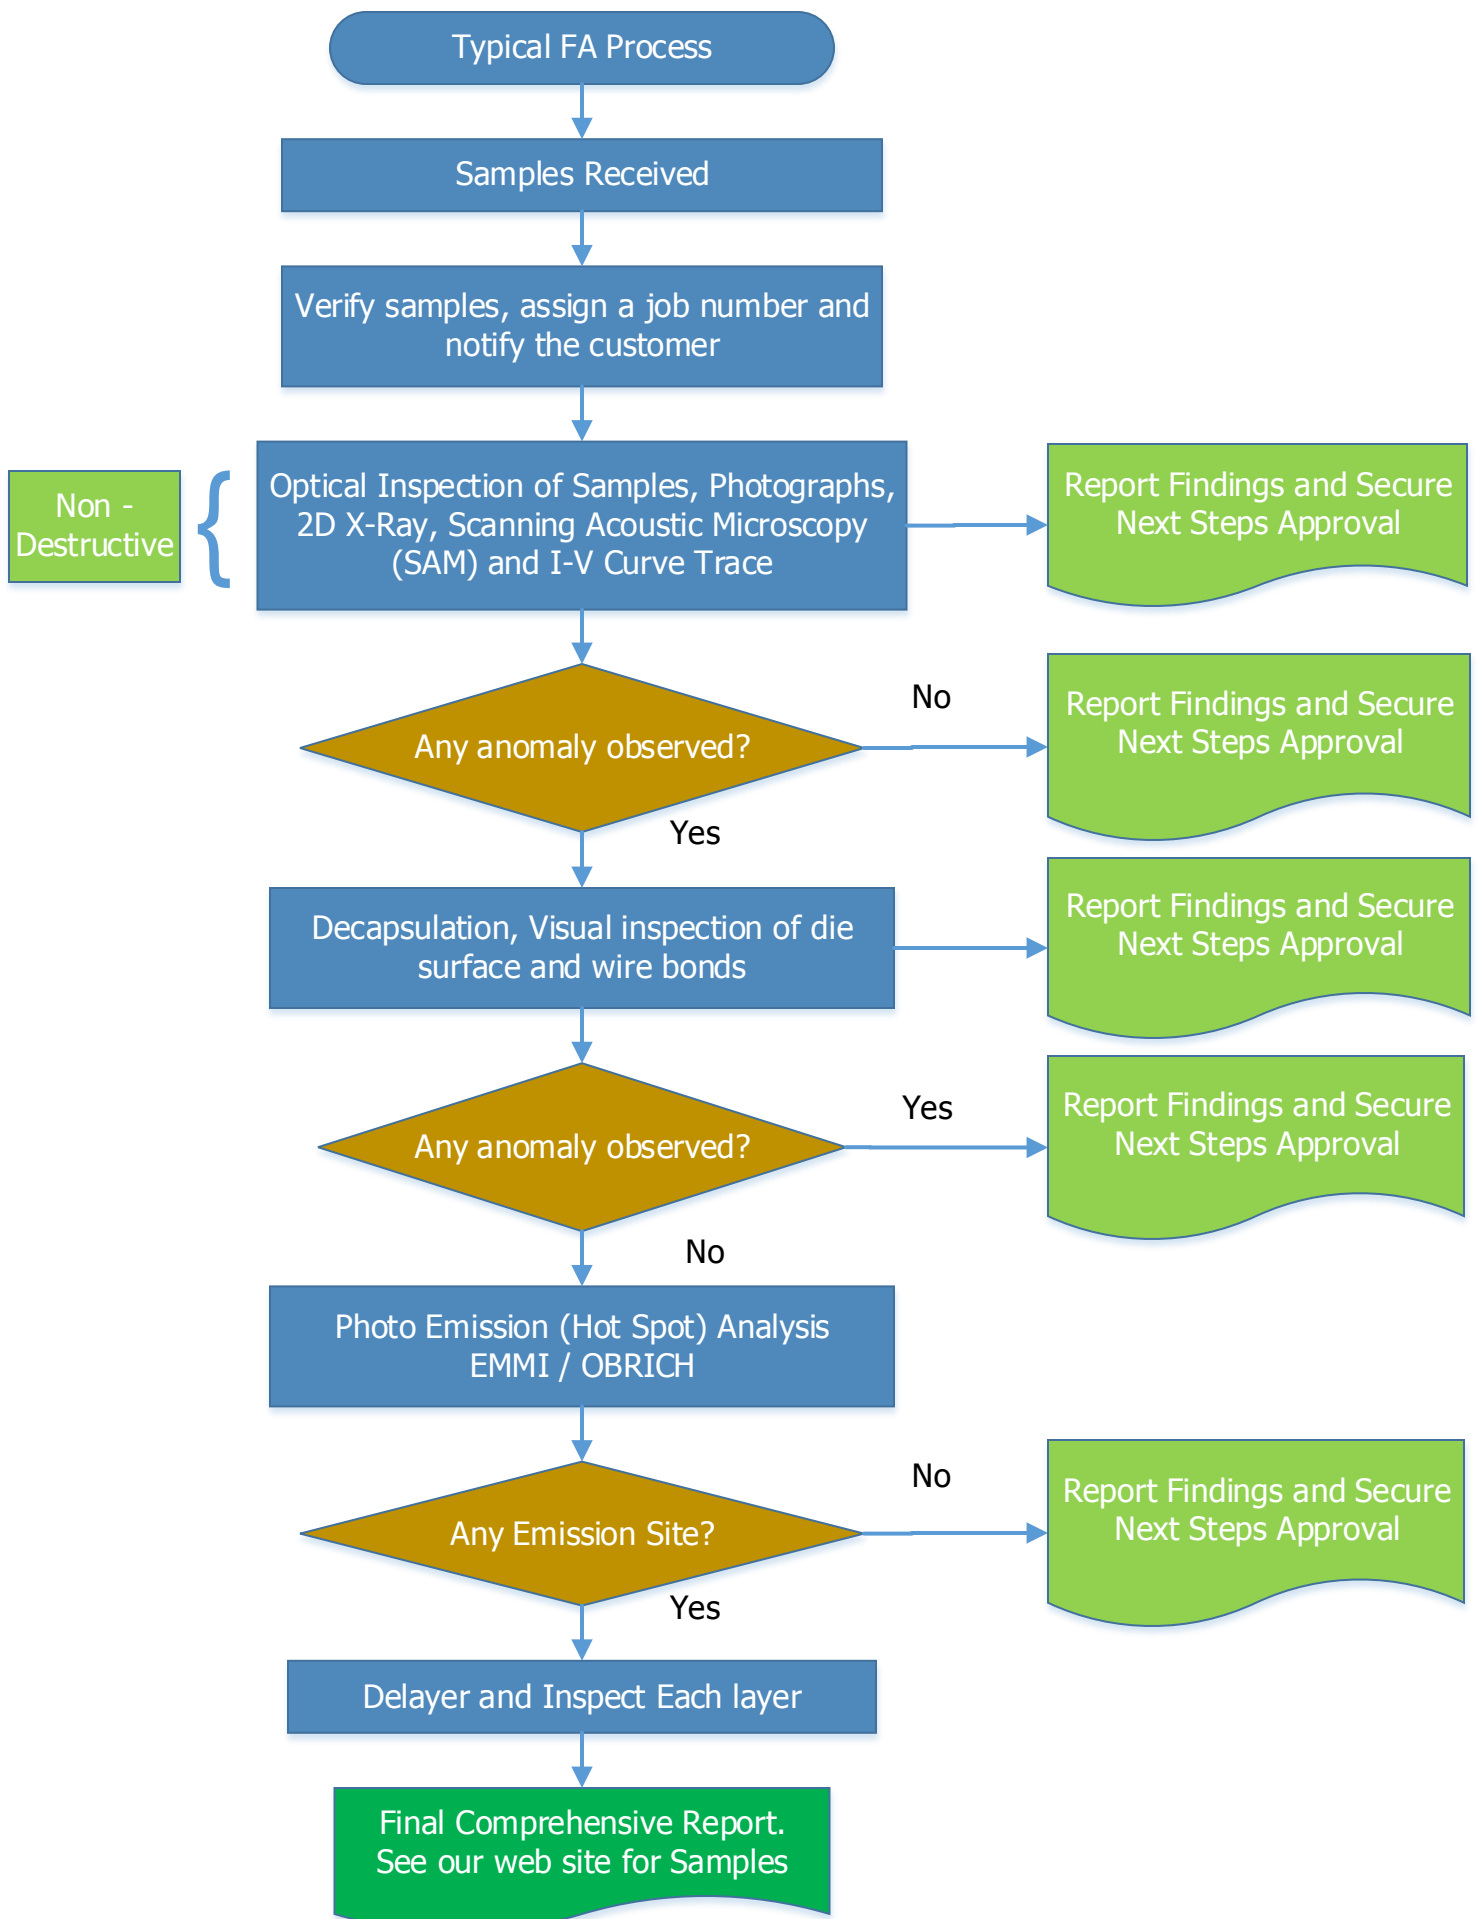 Typical FA Process
Samples Received
Verify samples, assign a job number and
notify the customer
Non -
Destructive
Optical Inspection of Samples, Photographs,
2D X-Ray, Scanning Acoustic Microscopy
(SAM) and I-V Curve Trace
Report Findings and Secure
Next Steps Approval
Any anomaly observed?
No
Report Findings and Secure
Next Steps Approval
Yes
Decapsulation, Visual inspection of die
surface and wire bonds
Report Findings and Secure
Next Steps Approval
Any anomaly observed?
Yes
Report Findings and Secure
Next Steps Approval
No
Photo Emission (Hot Spot) Analysis
EMMI / OBRICH
Any Emission Site?
No
Report Findings and Secure
Next Steps Approval
Yes
Delayer and Inspect Each layer
Final Comprehensive Report.
See our web site for Samples